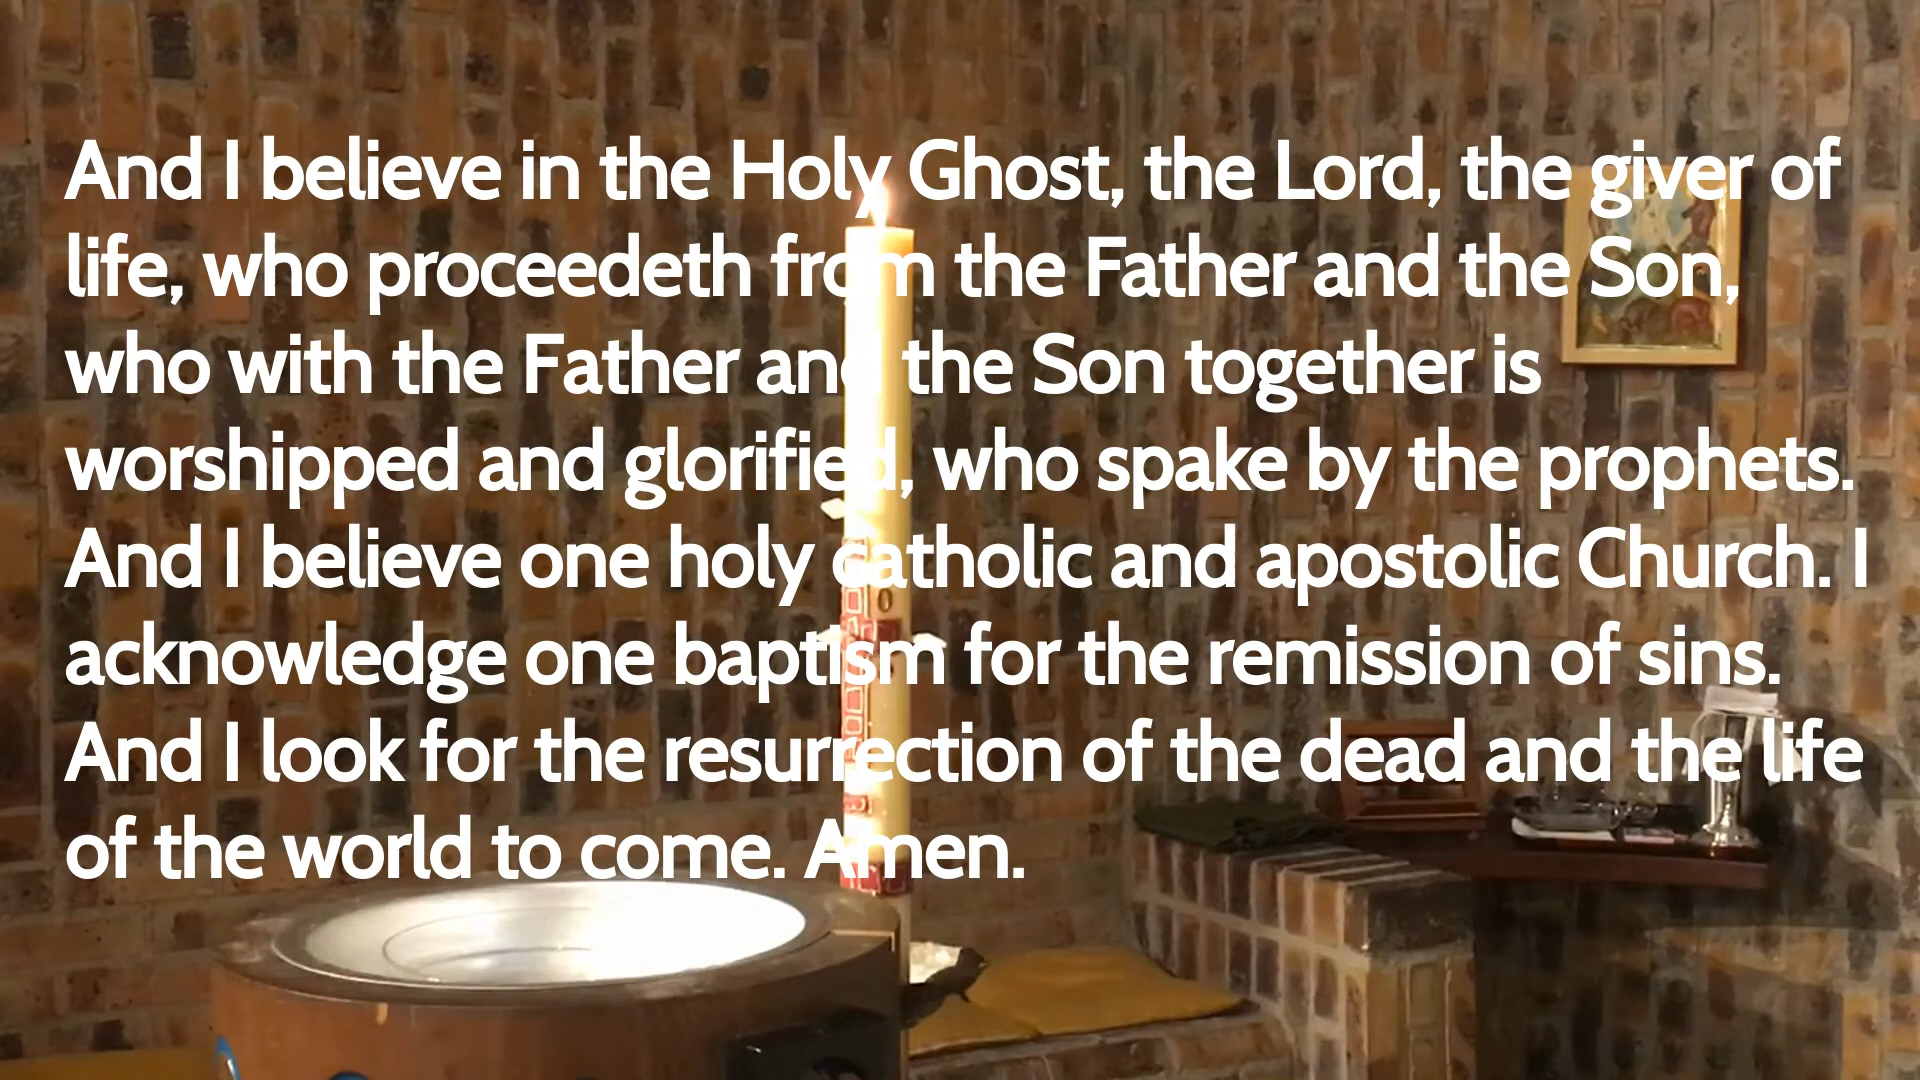 And I believe in the Holy Ghost, the Lord, the giver of
life, who proceedeth from the Father and the Son,
who with the Father and the Son together is
worshipped and glorified, who spake by the prophets.
And I believe one holy catholic and apostolic Church. I
acknowledge one baptism for the remission of sins.
And I look for the resurrection of the dead and the life
of the world to come. Amen.
0